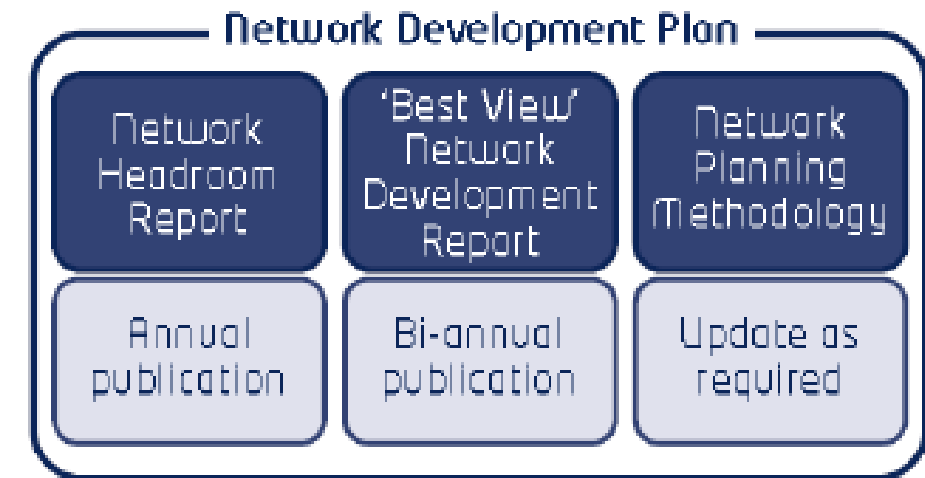 Network Development Plan
Network
Headroom
Report
'Best View'
Network
Development
Report
Network
Planning
Methodology
Annual
publication
Bi-annual
publication
Update as
required